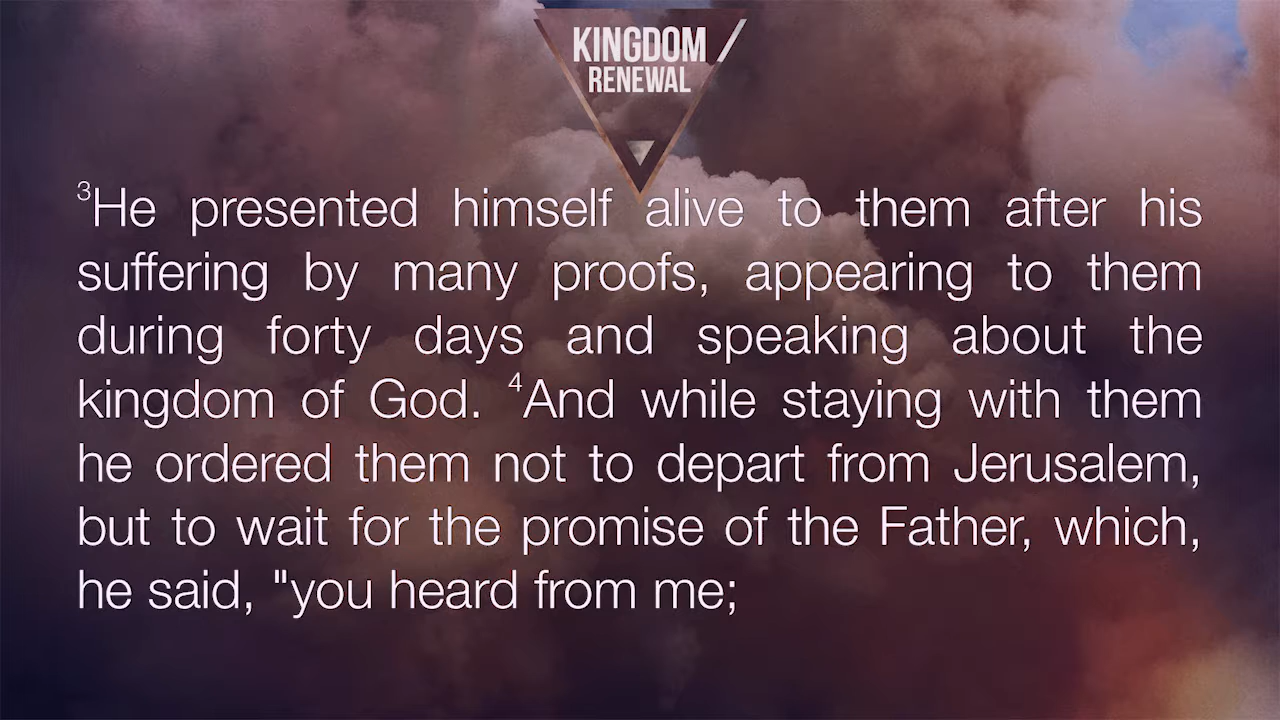 KINGDOM
RENEWAL
³He presented himself alive to them after his
suffering by many proofs, appearing to them
during forty days and speaking about the
kingdom of God. ⁴And while staying with them
he ordered them not to depart from Jerusalem,
but to wait for the promise of the Father, which,
he said, "you heard from me;